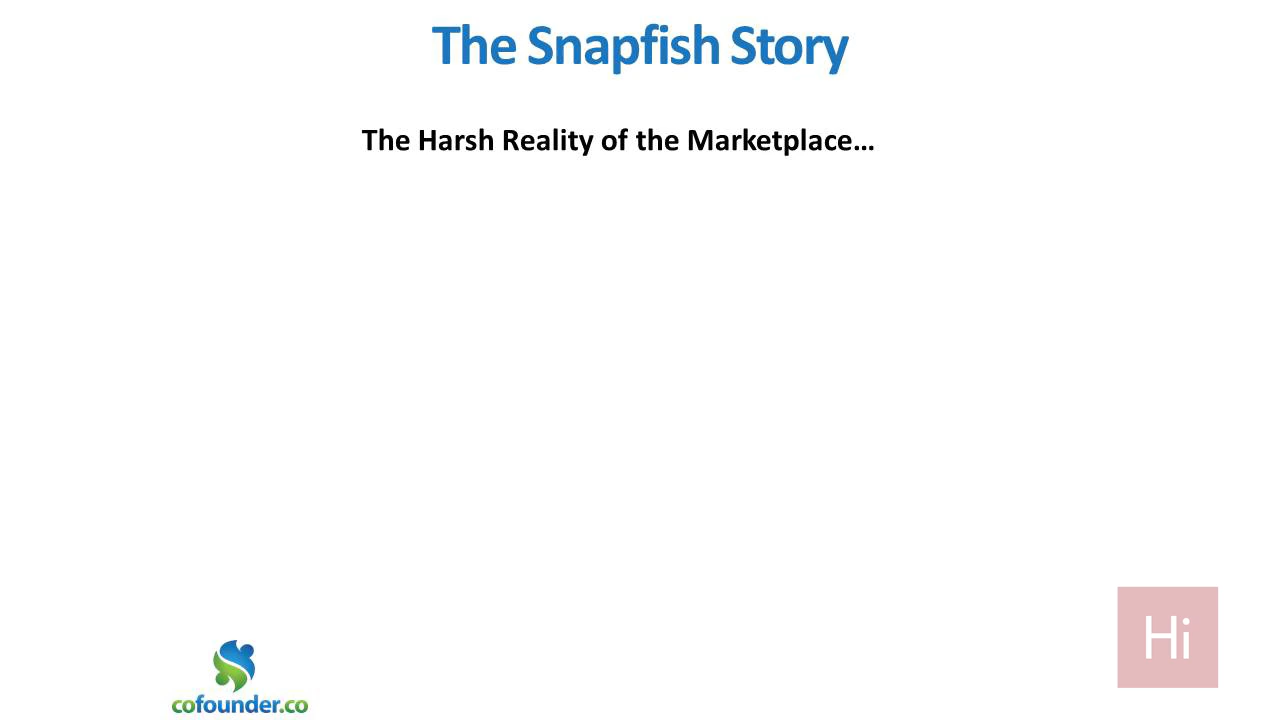 The Snapfish Story
The Harsh Reality of the Marketplace…
Hi
cofounder.co